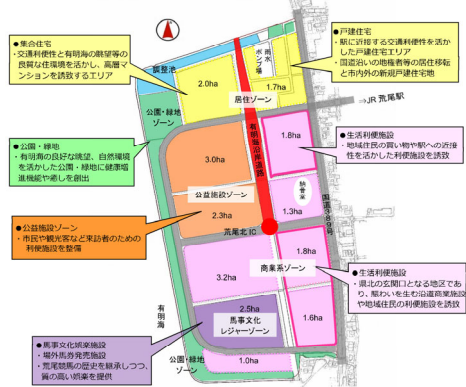 ●集合住宅
・交通利便性と有明海の眺望等の
良質な住環境を活かし、高層マ
ンションを誘致するエリア
●戸建住宅
・駅に近接する交通利便性を活か
した戸建住宅エリア
・国道沿いの地権者等の居住移転
と市内外の新規戸建住宅地
雨水
ポンプ場
調整池
2.0ha
1.7ha
居住ゾーン
→JR 荒尾駅
公園・緑地
ゾーン
●公園・緑地
・有明海の良好な眺望、自然環境
を活かした公園・緑地に健康増
進機能や癒しを創出
有明海沿岸道路
1.8ha
●生活利便施設
・地域住民の買い物や駅への近接
性を活かした利便施設を誘致
3.0ha
公益施設ゾーン
納骨堂
2.3ha
1.3ha
国道389号
●公益施設ゾーン
・市民や観光客など来訪者のための
利便施設を整備
荒尾北IC
1.8ha
3.2ha
商業系ゾーン
●生活利便施設
・県北の玄関口となる地区であ
り、賑わいを生む沿道商業施設
や地域住民の利便施設を誘致
有明海
2.5ha
馬事文化
レジャーゾーン
1.6ha
●馬事文化娯楽施設
・場外馬券発売施設
・荒尾競馬の歴史を継承しつつ、
質の高い娯楽を提供
公園・緑地
ゾーン
1.0ha